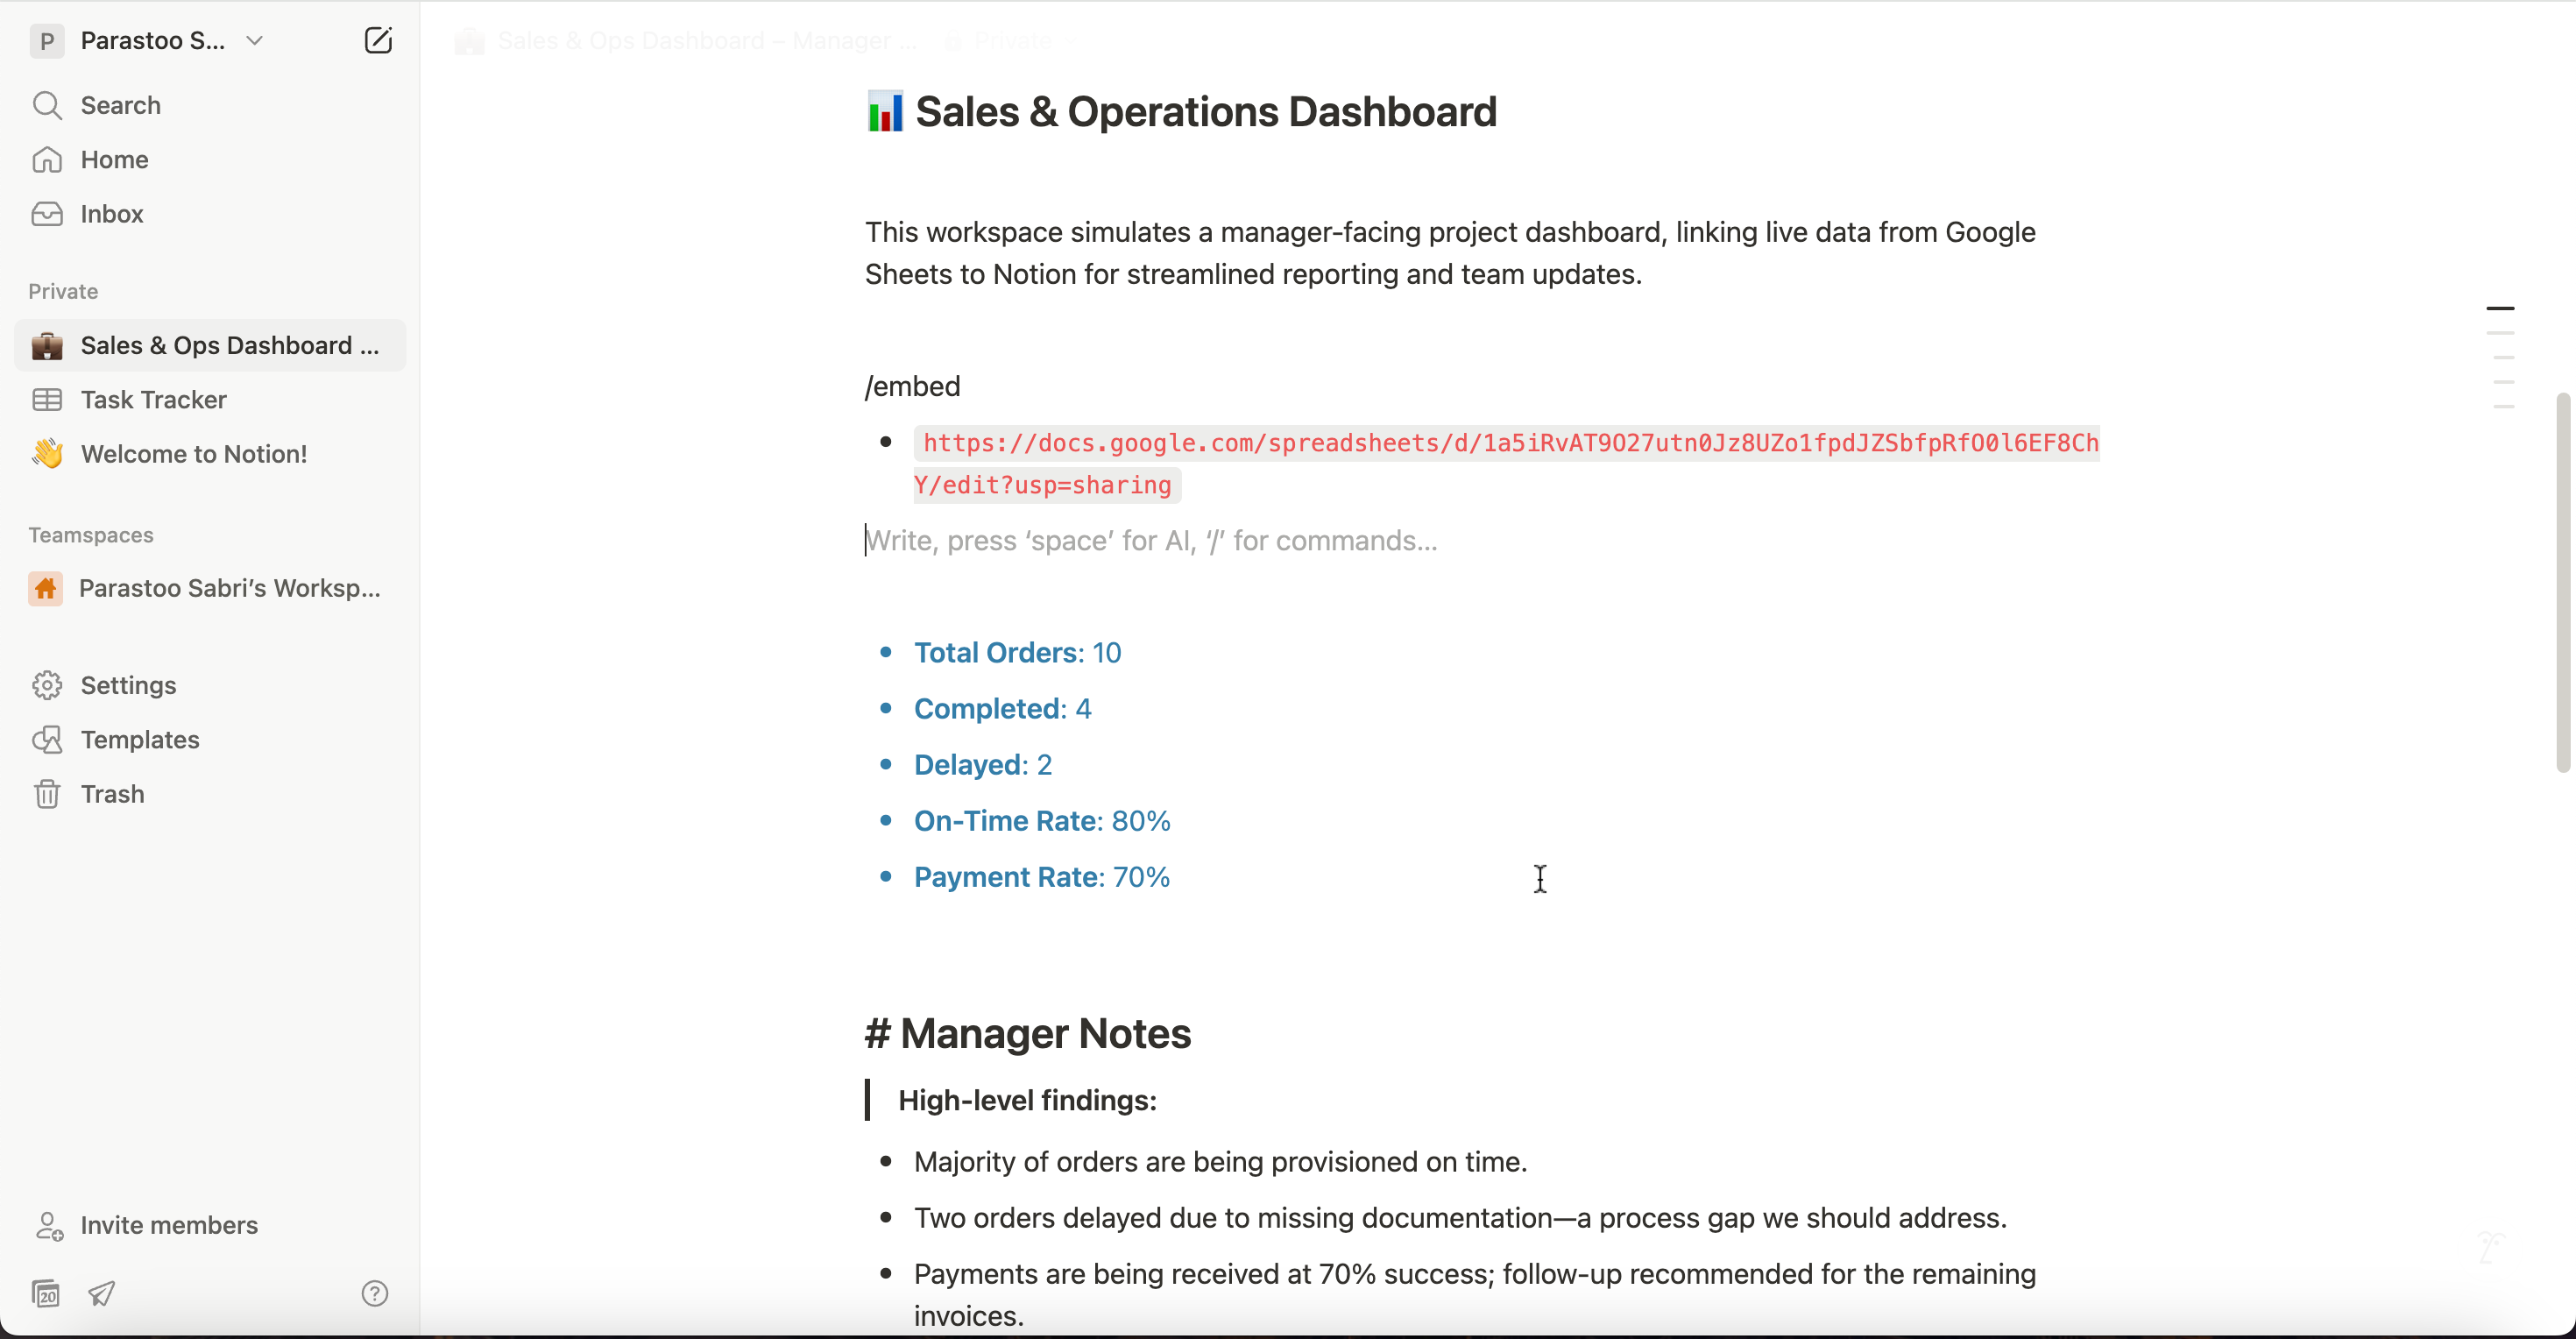 P Parastoo S...
Search
Home
Inbox
Private
Sales & Ops Dashboard ...
Task Tracker
Welcome to Notion!
Teamspaces
Parastoo Sabri’s Worksp...
Settings
Templates
Trash
Invite members
20
Sales & Ops Dashboard – Manager ... Private
Sales & Operations Dashboard
This workspace simulates a manager-facing project dashboard, linking live data from Google
Sheets to Notion for streamlined reporting and team updates.
/embed
• https://docs.google.com/spreadsheets/d/1a5iRvAT9O27utn0Jz8UZo1fpdJZSbfpRfO0l6EF8Ch
Y/edit?usp=sharing
Write, press ‘space’ for AI, ‘/’ for commands...
• Total Orders: 10
• Completed: 4
• Delayed: 2
• On-Time Rate: 80%
• Payment Rate: 70%
# Manager Notes
High-level findings:
• Majority of orders are being provisioned on time.
• Two orders delayed due to missing documentation—a process gap we should address.
• Payments are being received at 70% success; follow-up recommended for the remaining
invoices.